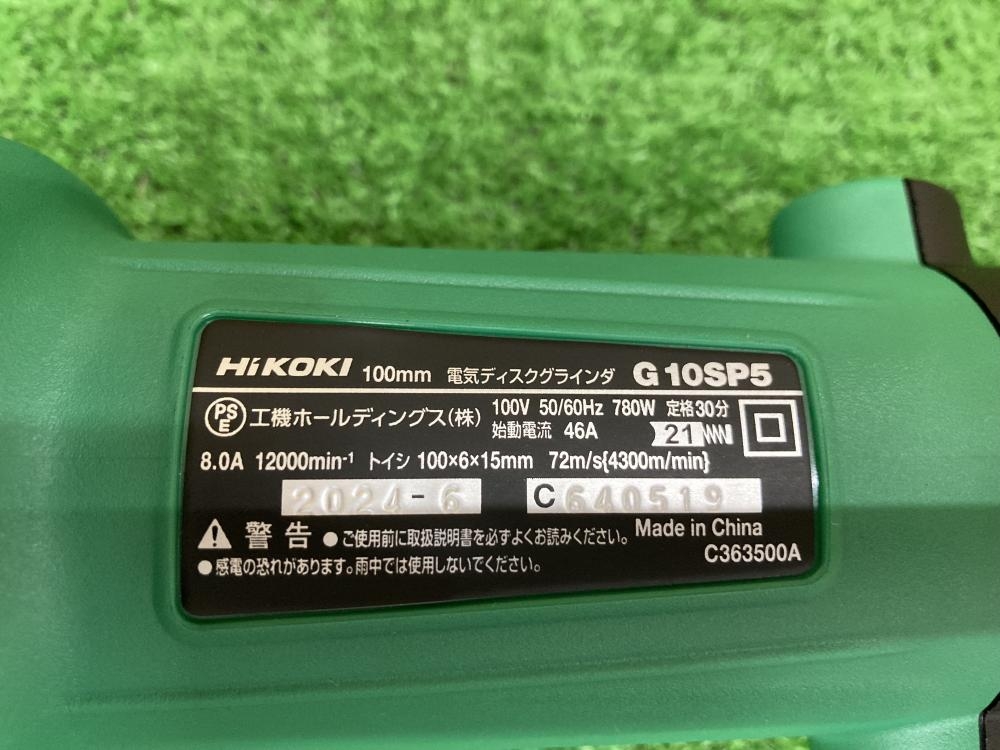 HiKOKI 100mm 電気ディスクグラインダ G10SP5
PSE 工機ホールディングス(株) 100V 50/60Hz 780W 定格30分
始動電流 46A 21
8.0A 12000min⁻¹ トイシ 100×6×15mm 72m/s{4300m/min}
2024-6 C640519
警告 ●ご使用前に取扱説明書を必ずよくお読みください。 Made in China
●感電の恐れがあります。雨中では使用しないでください。 C363500A